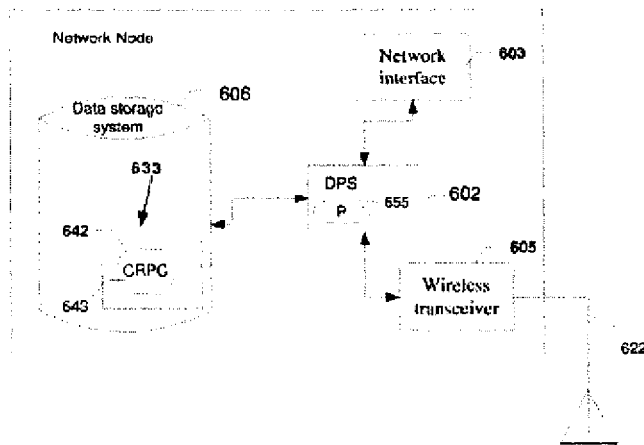 Network Node
Network
interface
603
Data storage
system
606
633
DPS
P
655
602
642
CRPC
643
605
Wireless
transceiver
622